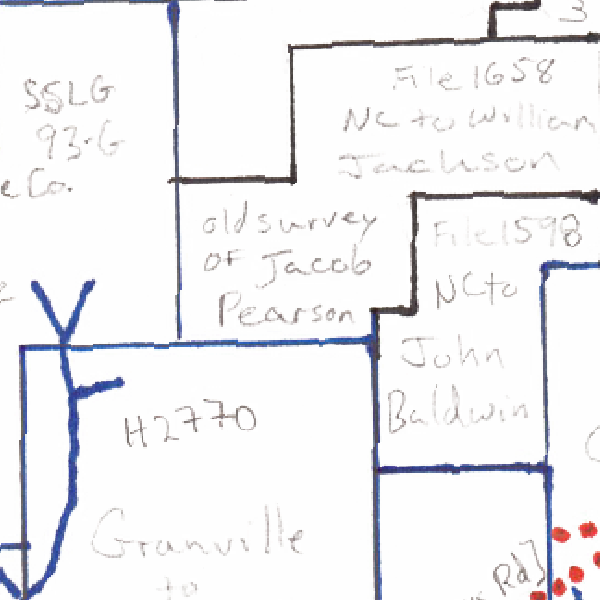 3
File 1658
NC to William
Jackson
SSLG
93-G
e Co.
old survey
of Jacob
Pearson
File 1598
NC to
John
Baldwin
H2770
Granville
to
Rd]